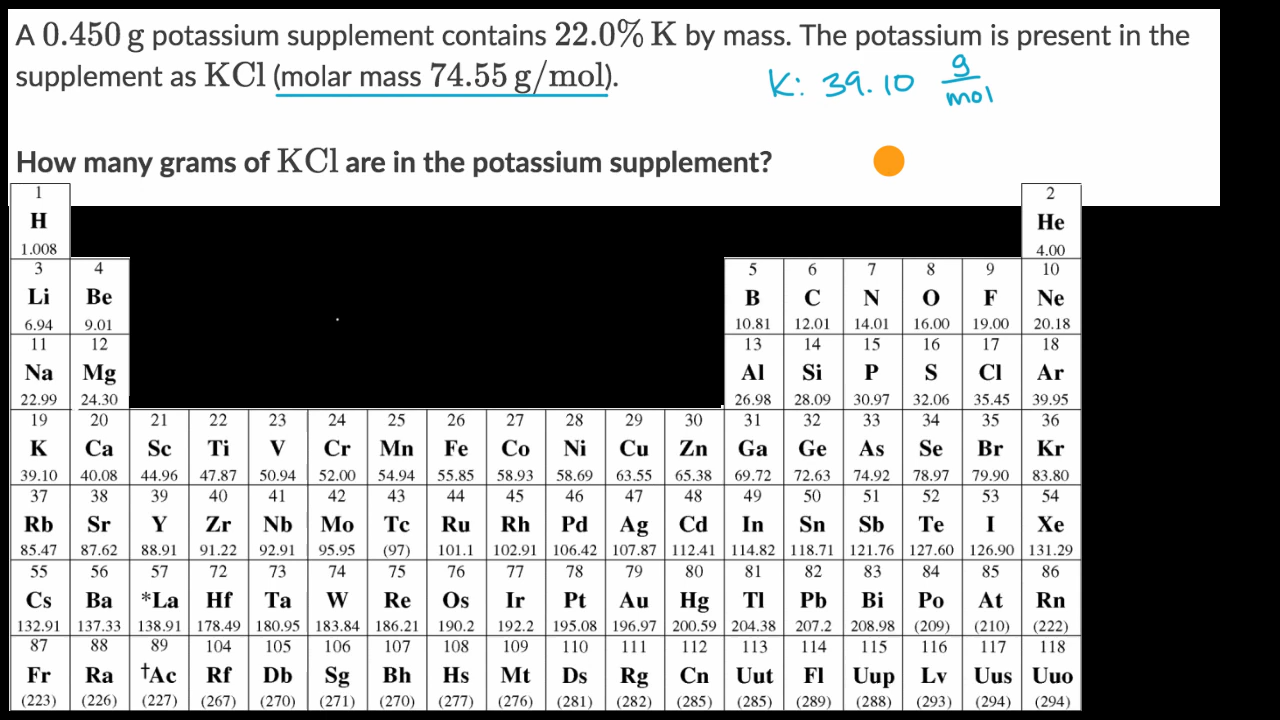 A 0.450 g potassium supplement contains 22.0% K by mass. The potassium is present in the
supplement as KCl (molar mass 74.55 g/mol).
K: 39.10 g/mol
How many grams of KCl are in the potassium supplement?
1 2
H He
1.008 4.00
3 4 5 6 7 8 9 10
Li Be B C N O F Ne
6.94 9.01 10.81 12.01 14.01 16.00 19.00 20.18
11 12 13 14 15 16 17 18
Na Mg Al Si P S Cl Ar
22.99 24.30 26.98 28.09 30.97 32.06 35.45 39.95
19 20 21 22 23 24 25 26 27 28 29 30 31 32 33 34 35 36
K Ca Sc Ti V Cr Mn Fe Co Ni Cu Zn Ga Ge As Se Br Kr
39.10 40.08 44.96 47.87 50.94 52.00 54.94 55.85 58.93 58.69 63.55 65.38 69.72 72.63 74.92 78.97 79.90 83.80
37 38 39 40 41 42 43 44 45 46 47 48 49 50 51 52 53 54
Rb Sr Y Zr Nb Mo Tc Ru Rh Pd Ag Cd In Sn Sb Te I Xe
85.47 87.62 88.91 91.22 92.91 95.95 (97) 101.1 102.91 106.42 107.87 112.41 114.82 118.71 121.76 127.60 126.90 131.29
55 56 57 72 73 74 75 76 77 78 79 80 81 82 83 84 85 86
Cs Ba *La Hf Ta W Re Os Ir Pt Au Hg Tl Pb Bi Po At Rn
132.91 137.33 138.91 178.49 180.95 183.84 186.21 190.2 192.2 195.08 196.97 200.59 204.38 207.2 208.98 (209) (210) (222)
87 88 89 104 105 106 107 108 109 110 111 112 113 114 115 116 117 118
Fr Ra †Ac Rf Db Sg Bh Hs Mt Ds Rg Cn Uut Fl Uup Lv Uus Uuo
(223) (226) (227) (267) (270) (271) (270) (277) (276) (281) (282) (285) (285) (289) (288) (293) (294) (294)